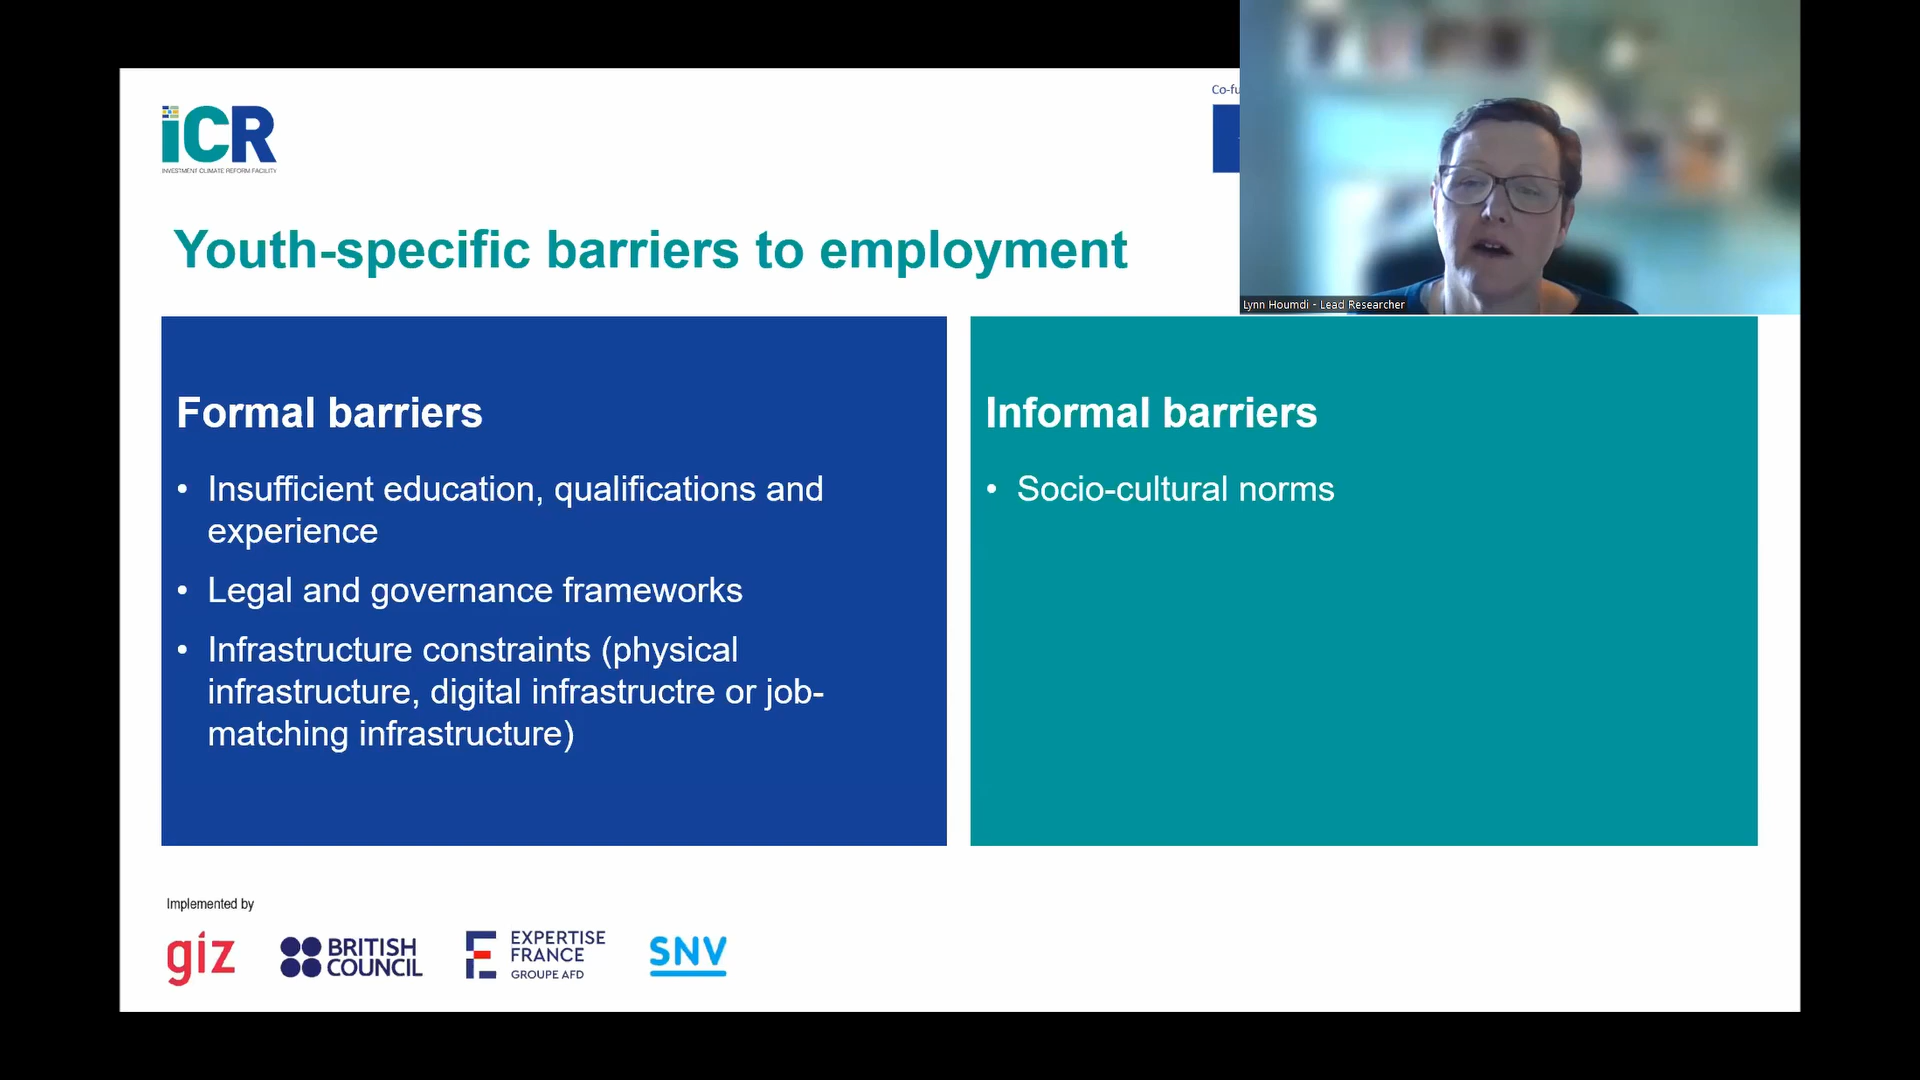 iCR
INVESTMENT CLIMATE REFORM FACILITY
Youth-specific barriers to employment
Lynn Houmdi - Lead Researcher
Formal barriers
• Insufficient education, qualifications and
experience
• Legal and governance frameworks
• Infrastructure constraints (physical
infrastructure, digital infrastructre or job-
matching infrastructure)
Informal barriers
• Socio-cultural norms
Implemented by
giz
BRITISH
COUNCIL
EXPERTISE
FRANCE
GROUPE AFD
SNV